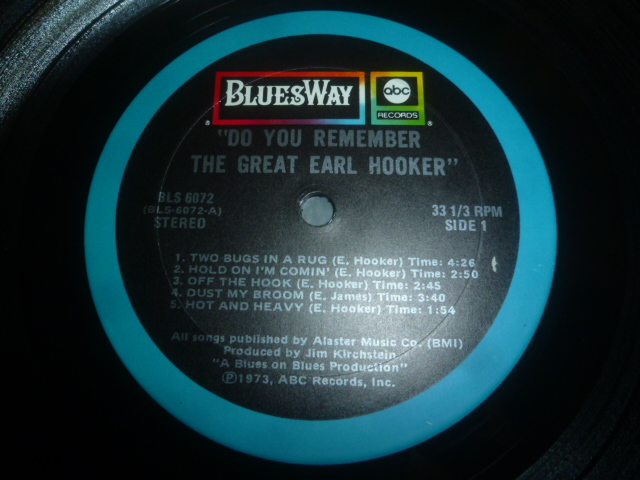 BLUESWAY abc RECORDS
"DO YOU REMEMBER
THE GREAT EARL HOOKER"
BLS 6072
(BLS-6072-A)
STEREO
33 1/3 RPM
SIDE 1
1. TWO BUGS IN A RUG (E. Hooker) Time: 4:26
2. HOLD ON I'M COMIN' (E. Hooker) Time: 2:50
3. OFF THE HOOK (E. Hooker) Time: 2:45
4. DUST MY BROOM (E. James) Time: 3:40
5. HOT AND HEAVY (E. Hooker) Time: 1:54
All songs published by Alaster Music Co. (BMI)
Produced by Jim Kirchstein
"A Blues on Blues Production"
Ⓟ1973, ABC Records, Inc.